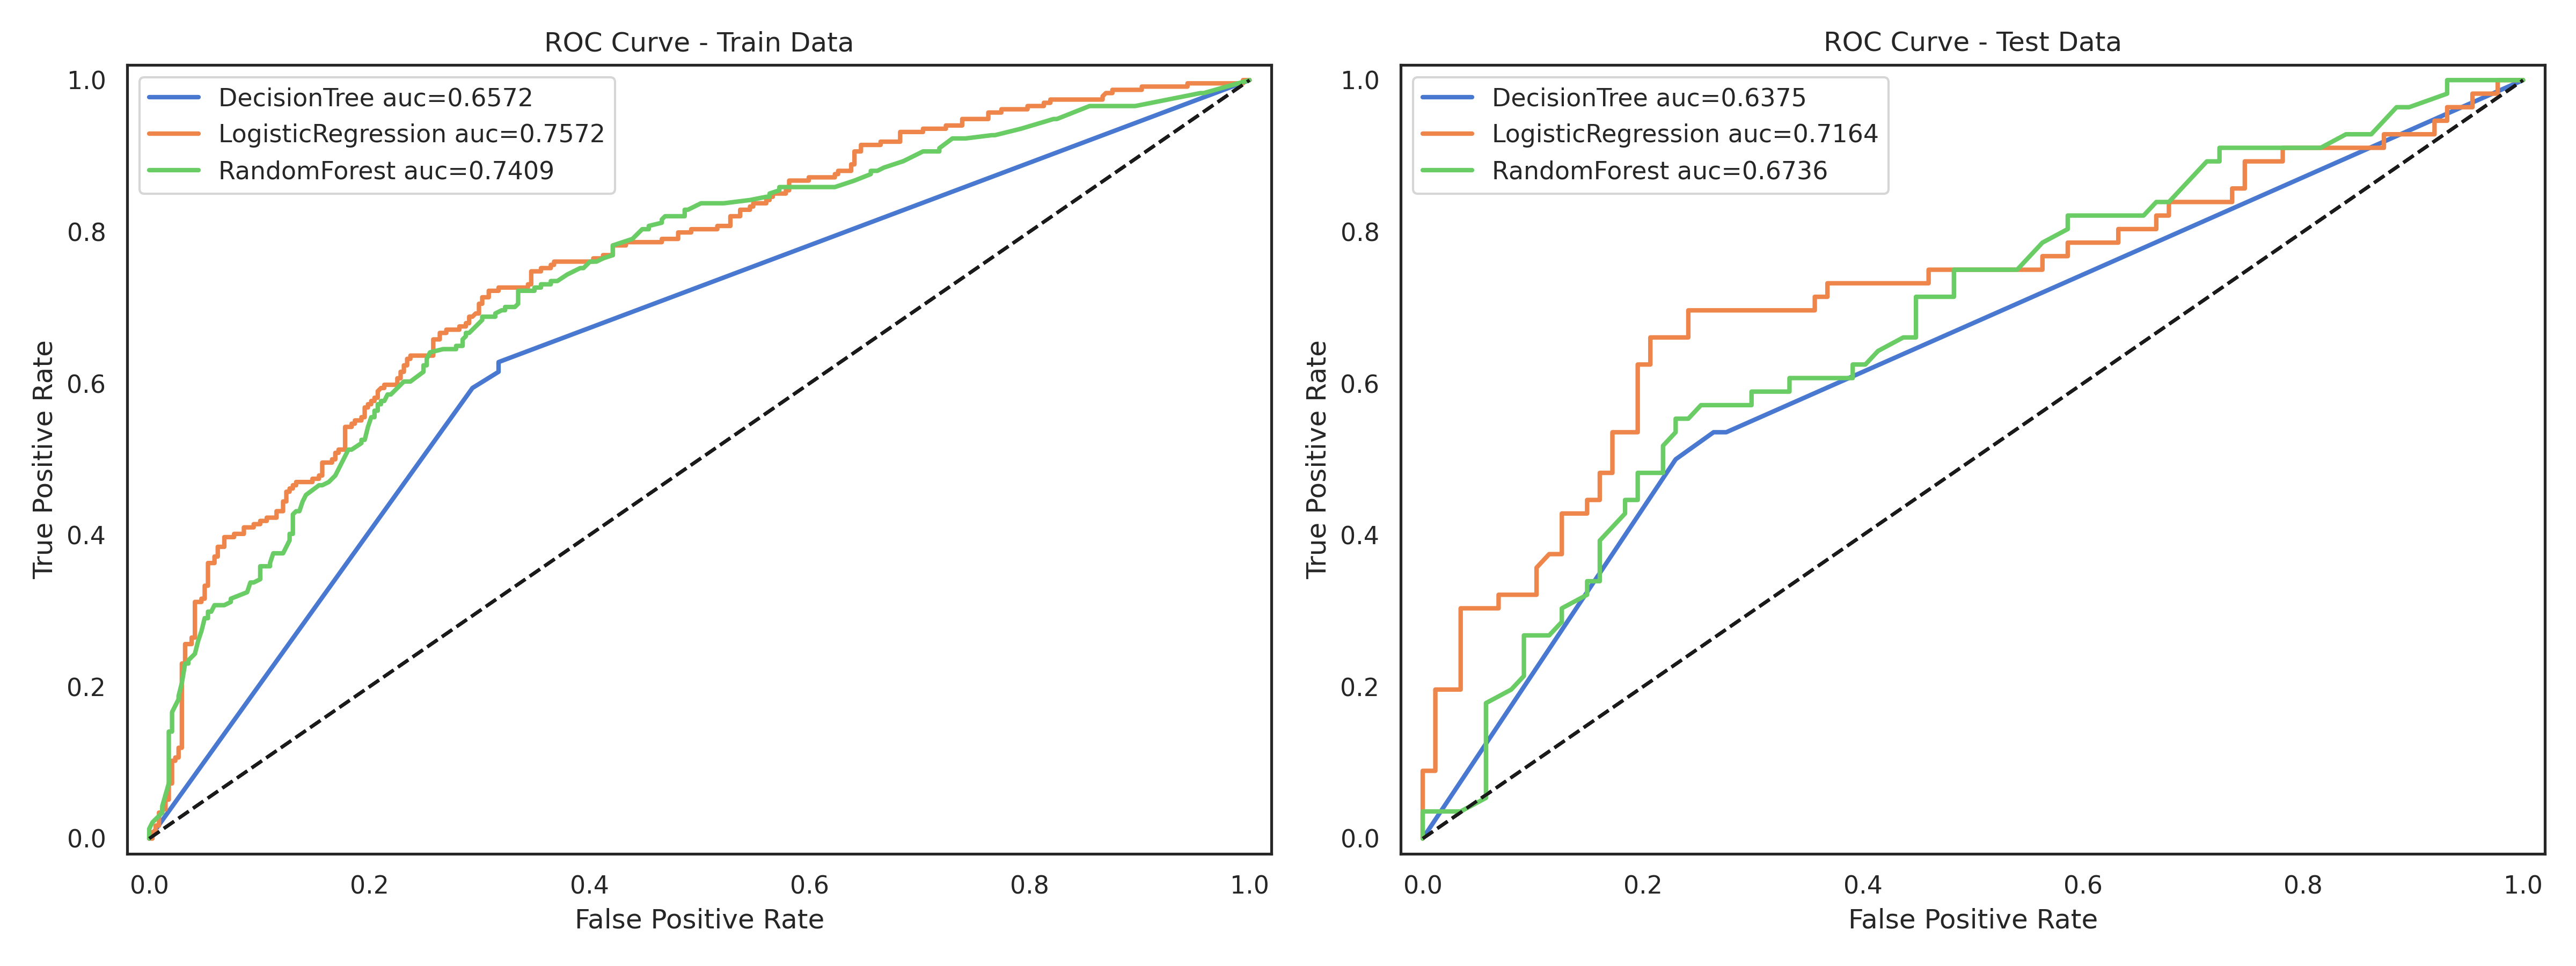 ROC Curve - Train Data
DecisionTree auc=0.6572
LogisticRegression auc=0.7572
RandomForest auc=0.7409
True Positive Rate
1.0
0.8
0.6
0.4
0.2
0.0
0.0 0.2 0.4 0.6 0.8 1.0
False Positive Rate
ROC Curve - Test Data
DecisionTree auc=0.6375
LogisticRegression auc=0.7164
RandomForest auc=0.6736
True Positive Rate
1.0
0.8
0.6
0.4
0.2
0.0
0.0 0.2 0.4 0.6 0.8 1.0
False Positive Rate